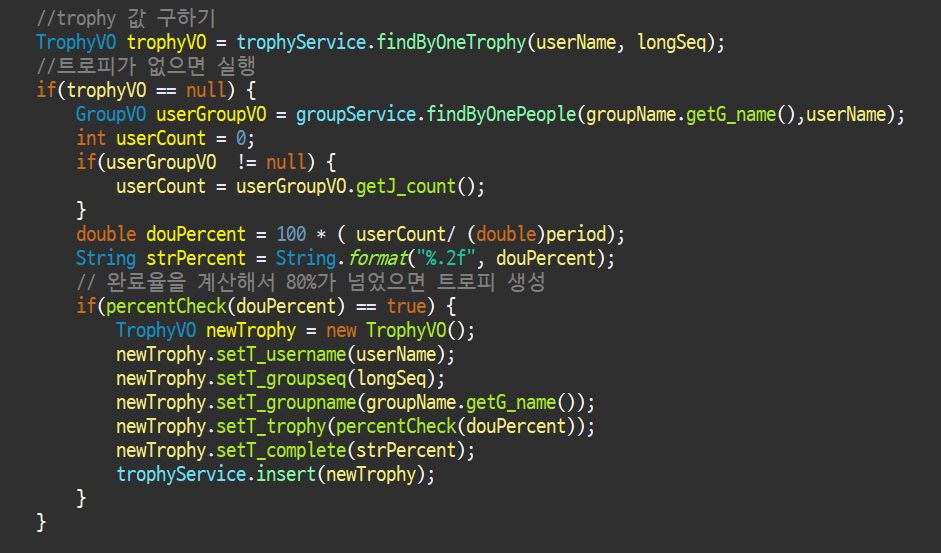 //trophy 값 구하기
TrophyVO trophyVO = trophyService.findByOneTrophy(userName, longSeq);
//트로피가 없으면 실행
if(trophyVO == null) {
GroupVO userGroupVO = groupService.findByOnePeople(groupName.getG_name(),userName);
int userCount = 0;
if(userGroupVO  != null) {
userCount = userGroupVO.getJ_count();
}
double douPercent = 100 * ( userCount/ (double)period);
String strPercent = String.format("%.2f", douPercent);
// 완료율을 계산해서 80%가 넘었으면 트로피 생성
if(percentCheck(douPercent) == true) {
TrophyVO newTrophy = new TrophyVO();
newTrophy.setT_username(userName);
newTrophy.setT_groupseq(longSeq);
newTrophy.setT_groupname(groupName.getG_name());
newTrophy.setT_trophy(percentCheck(douPercent));
newTrophy.setT_complete(strPercent);
trophyService.insert(newTrophy);
}
}